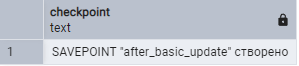 checkpoint
text
1 SAVEPOINT "after_basic_update" створено